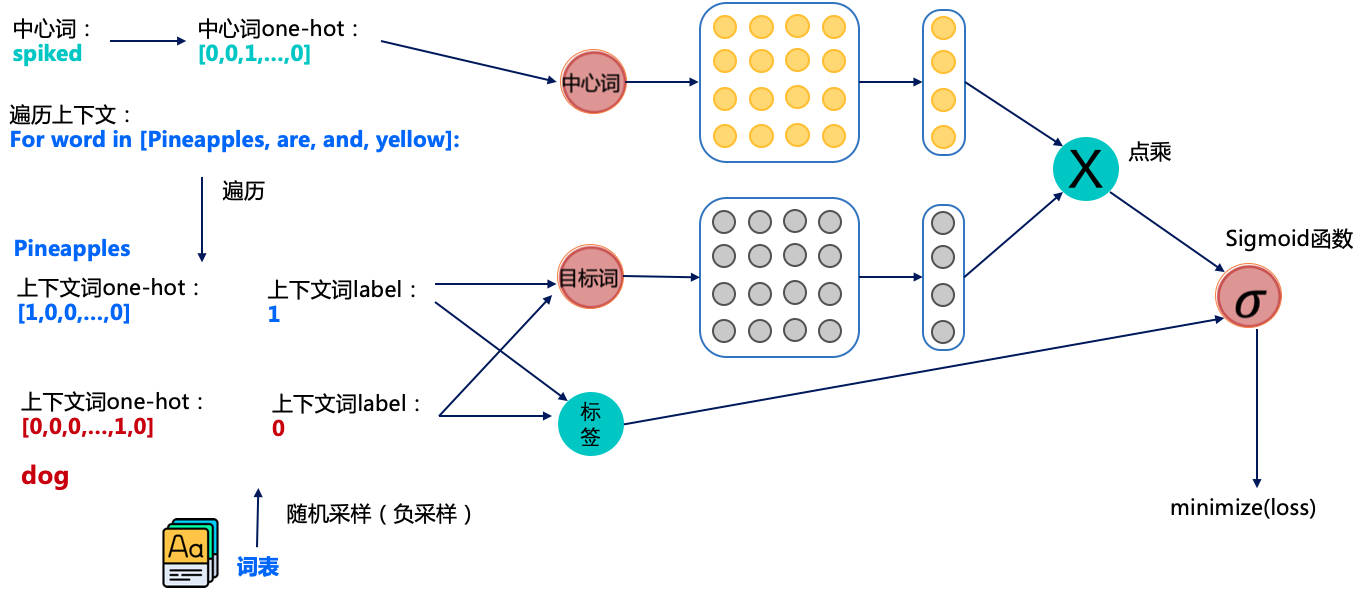 中心词：
spiked
中心词one-hot：
[0,0,1,...,0]
中心词
遍历上下文：
For word in [Pineapples, are, and, yellow]:
X
点乘
遍历
Pineapples
上下文词one-hot：
[1,0,0,...,0]
上下文词label：
1
目标词
Sigmoid函数
σ
上下文词one-hot：
[0,0,0,...,1,0]
上下文词label：
0
标
签
dog
随机采样（负采样）
minimize(loss)
Aa
词表